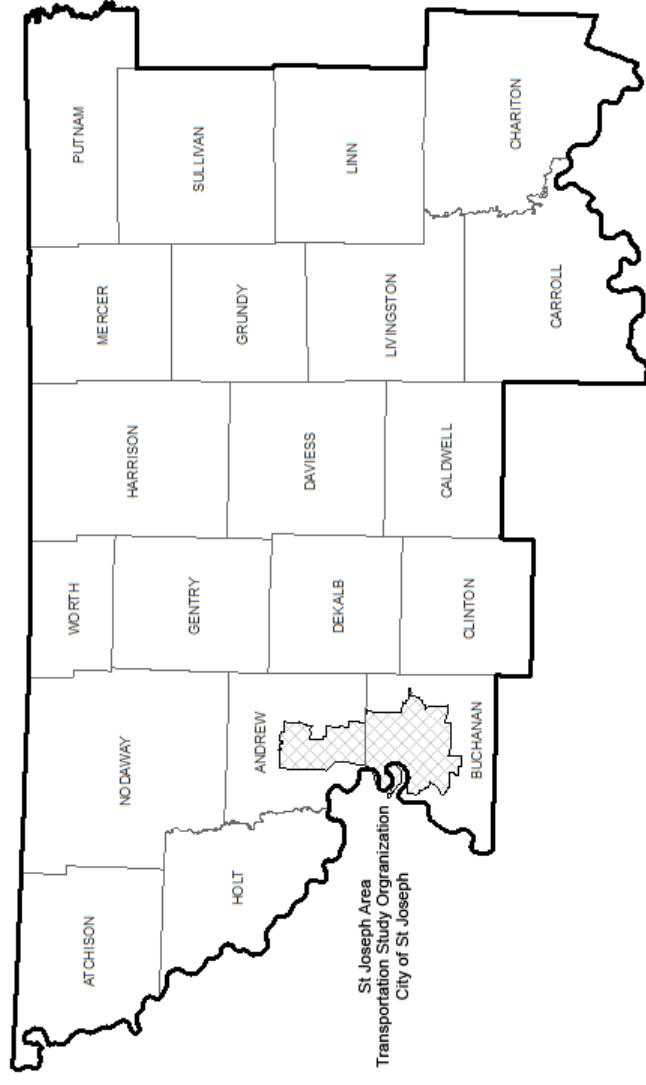 ATCHISON
NODAWAY
WORTH
HARRISON
MERCER
PUTNAM
HOLT
ANDREW
GENTRY
DAVIESS
GRUNDY
SULLIVAN
DEKALB
LIVINGSTON
LINN
BUCHANAN
CLINTON
CALDWELL
CARROLL
CHARITON
St Joseph Area
Transportation Study Orgranization
City of St Joseph